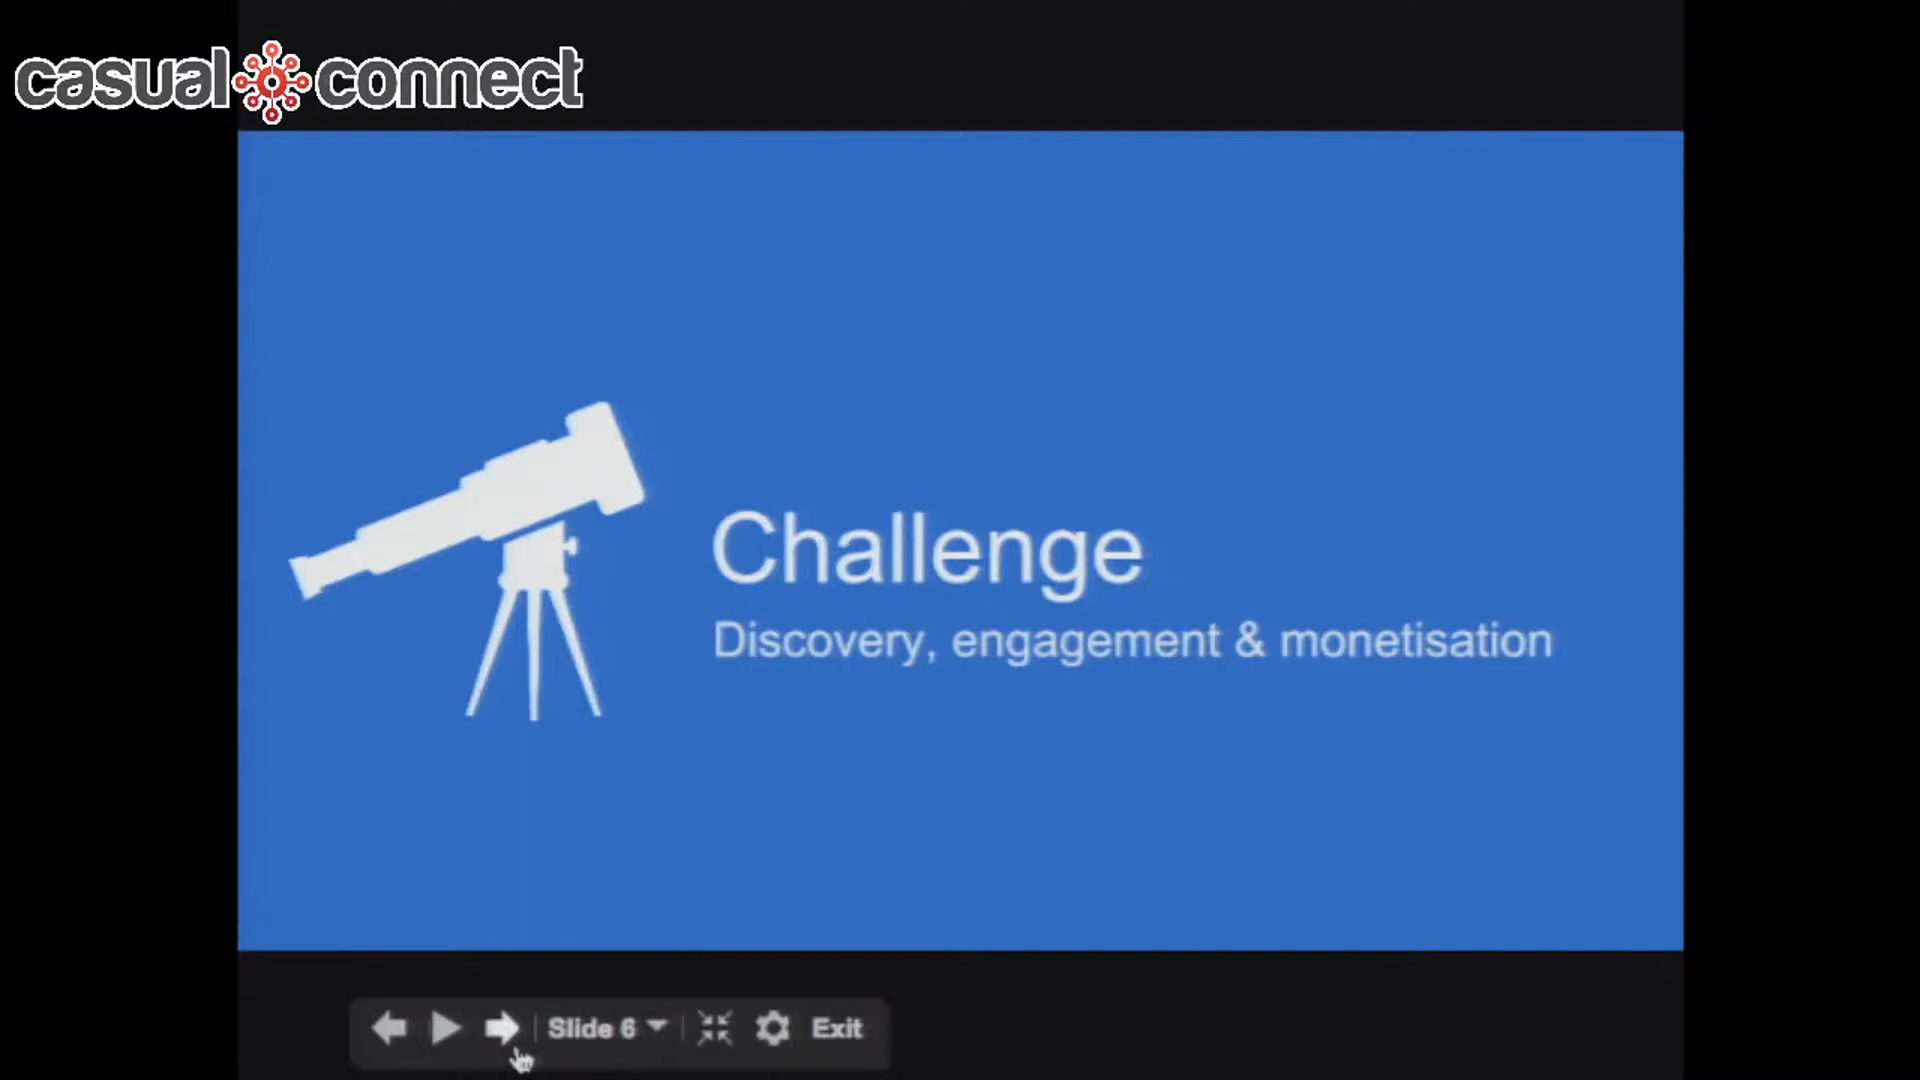 casual connect
Challenge
Discovery, engagement & monetisation
Slide 6 Exit